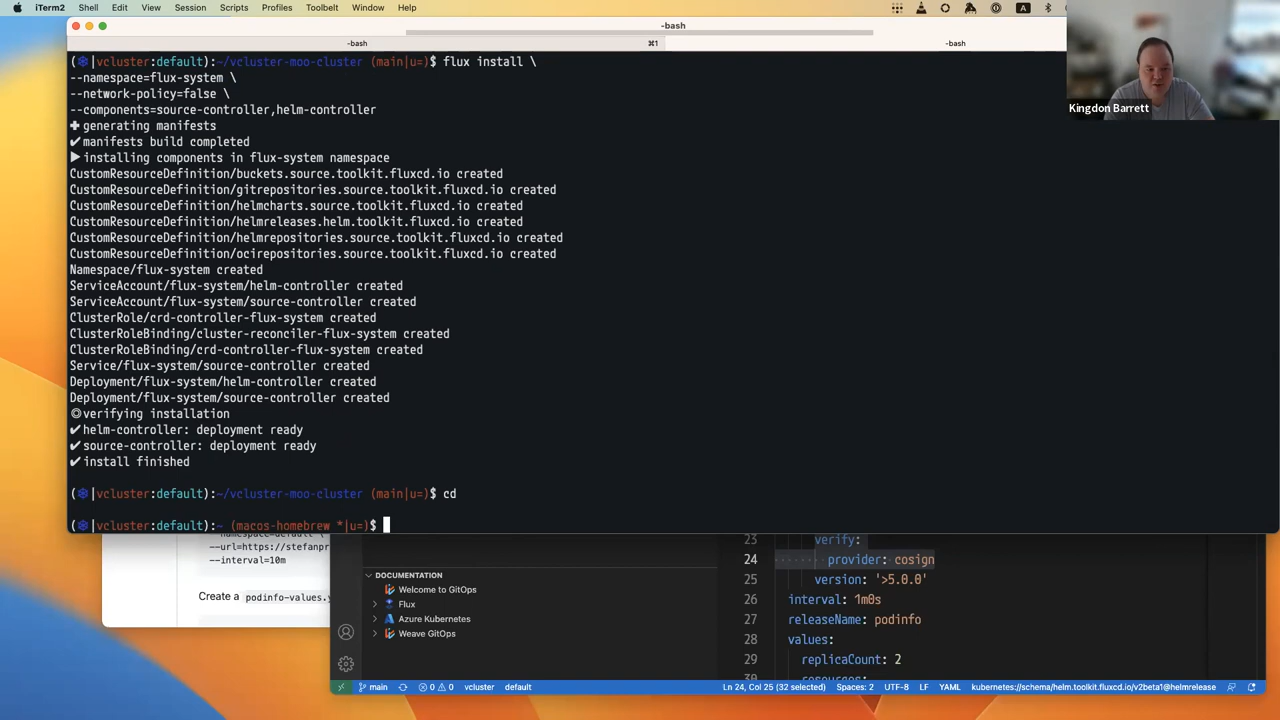 iTerm2 Shell Edit View Session Scripts Profiles Toolbelt Window Help A
-bash
-bash ⌘1 -bash
(☸|vcluster:default):~/vcluster-moo-cluster (main|u=)$ flux install \
--namespace=flux-system \
--network-policy=false \
--components=source-controller,helm-controller
✚ generating manifests
✔ manifests build completed
► installing components in flux-system namespace
CustomResourceDefinition/buckets.source.toolkit.fluxcd.io created
CustomResourceDefinition/gitrepositories.source.toolkit.fluxcd.io created
CustomResourceDefinition/helmcharts.source.toolkit.fluxcd.io created
CustomResourceDefinition/helmreleases.helm.toolkit.fluxcd.io created
CustomResourceDefinition/helmrepositories.source.toolkit.fluxcd.io created
CustomResourceDefinition/ocirepositories.source.toolkit.fluxcd.io created
Namespace/flux-system created
ServiceAccount/flux-system/helm-controller created
ServiceAccount/flux-system/source-controller created
ClusterRole/crd-controller-flux-system created
ClusterRoleBinding/cluster-reconciler-flux-system created
ClusterRoleBinding/crd-controller-flux-system created
Service/flux-system/source-controller created
Deployment/flux-system/helm-controller created
Deployment/flux-system/source-controller created
◎ verifying installation
✔ helm-controller: deployment ready
✔ source-controller: deployment ready
✔ install finished
(☸|vcluster:default):~/vcluster-moo-cluster (main|u=)$ cd
(☸|vcluster:default):~ (macos-homebrew *|u=)$
Kingdon Barrett
--namespace=default \
--url=https://stefanpr
--interval=10m
Create a podinfo-values.y
DOCUMENTATION
Welcome to GitOps
Flux
Azure Kubernetes
Weave GitOps
23 verify:
24 provider: cosign
25 version: '>5.0.0'
26 interval: 1m0s
27 releaseName: podinfo
28 values:
29 replicaCount: 2
30 resources:
main 0 0 vcluster default Ln 24, Col 25 (32 selected) Spaces: 2 UTF-8 LF YAML kubernetes://schema/helm.toolkit.fluxcd.io/v2beta1@helmrelease